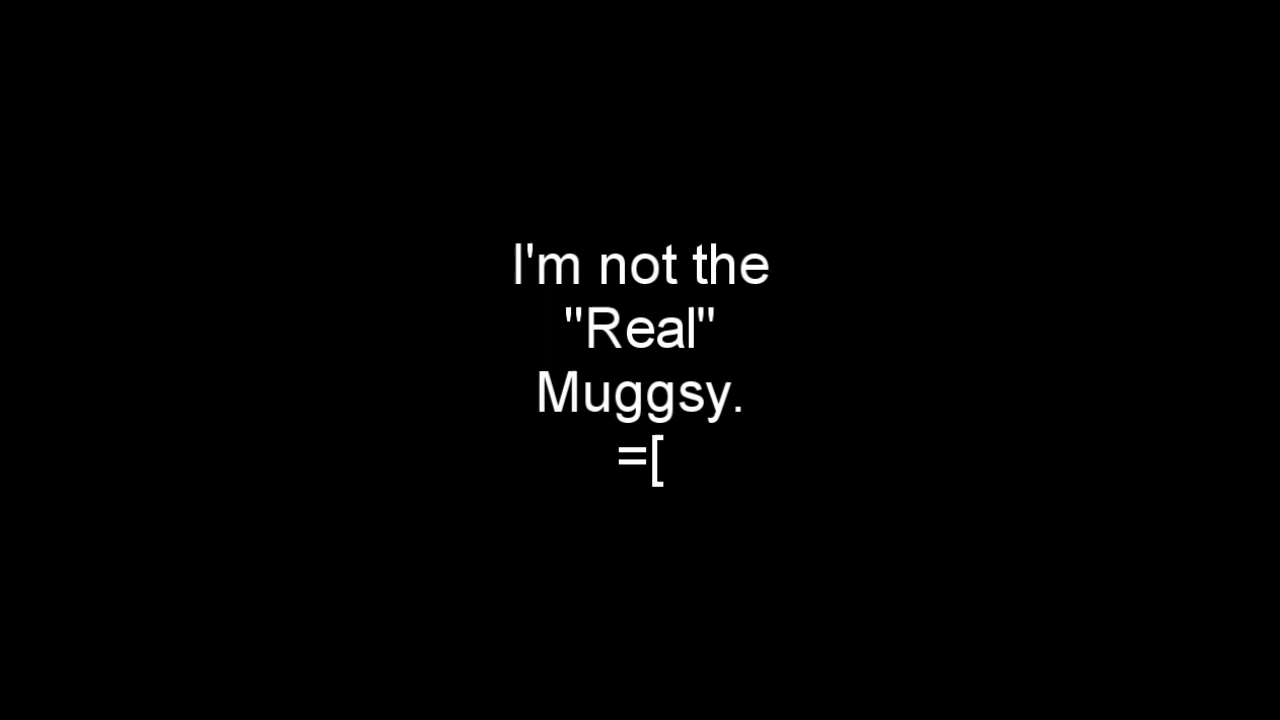 I'm not the
"Real"
Muggsy.
=[